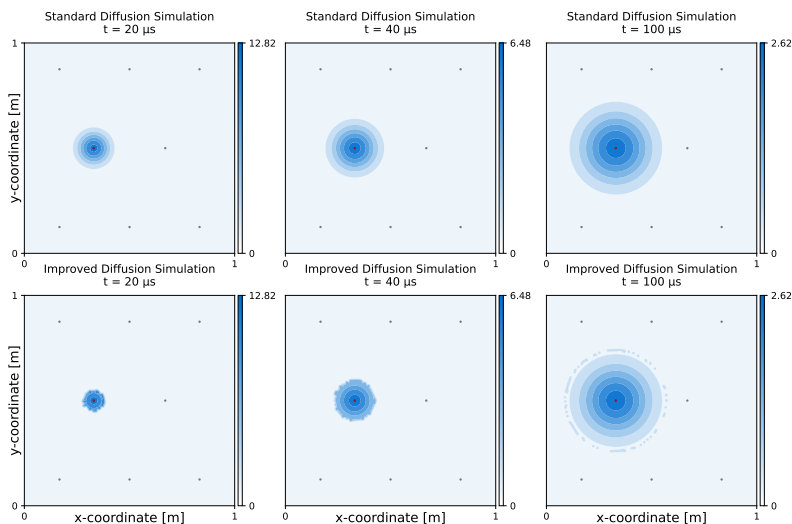 Standard Diffusion Simulation
t = 20 μs
Standard Diffusion Simulation
t = 40 μs
Standard Diffusion Simulation
t = 100 μs
1
12.82
6.48
2.62
y-coordinate [m]
0
0
0
0
0
1
0
1
0
1
Improved Diffusion Simulation
t = 20 μs
Improved Diffusion Simulation
t = 40 μs
Improved Diffusion Simulation
t = 100 μs
1
12.82
6.48
2.62
y-coordinate [m]
0
0
0
0
0
1
0
1
0
1
x-coordinate [m]
x-coordinate [m]
x-coordinate [m]